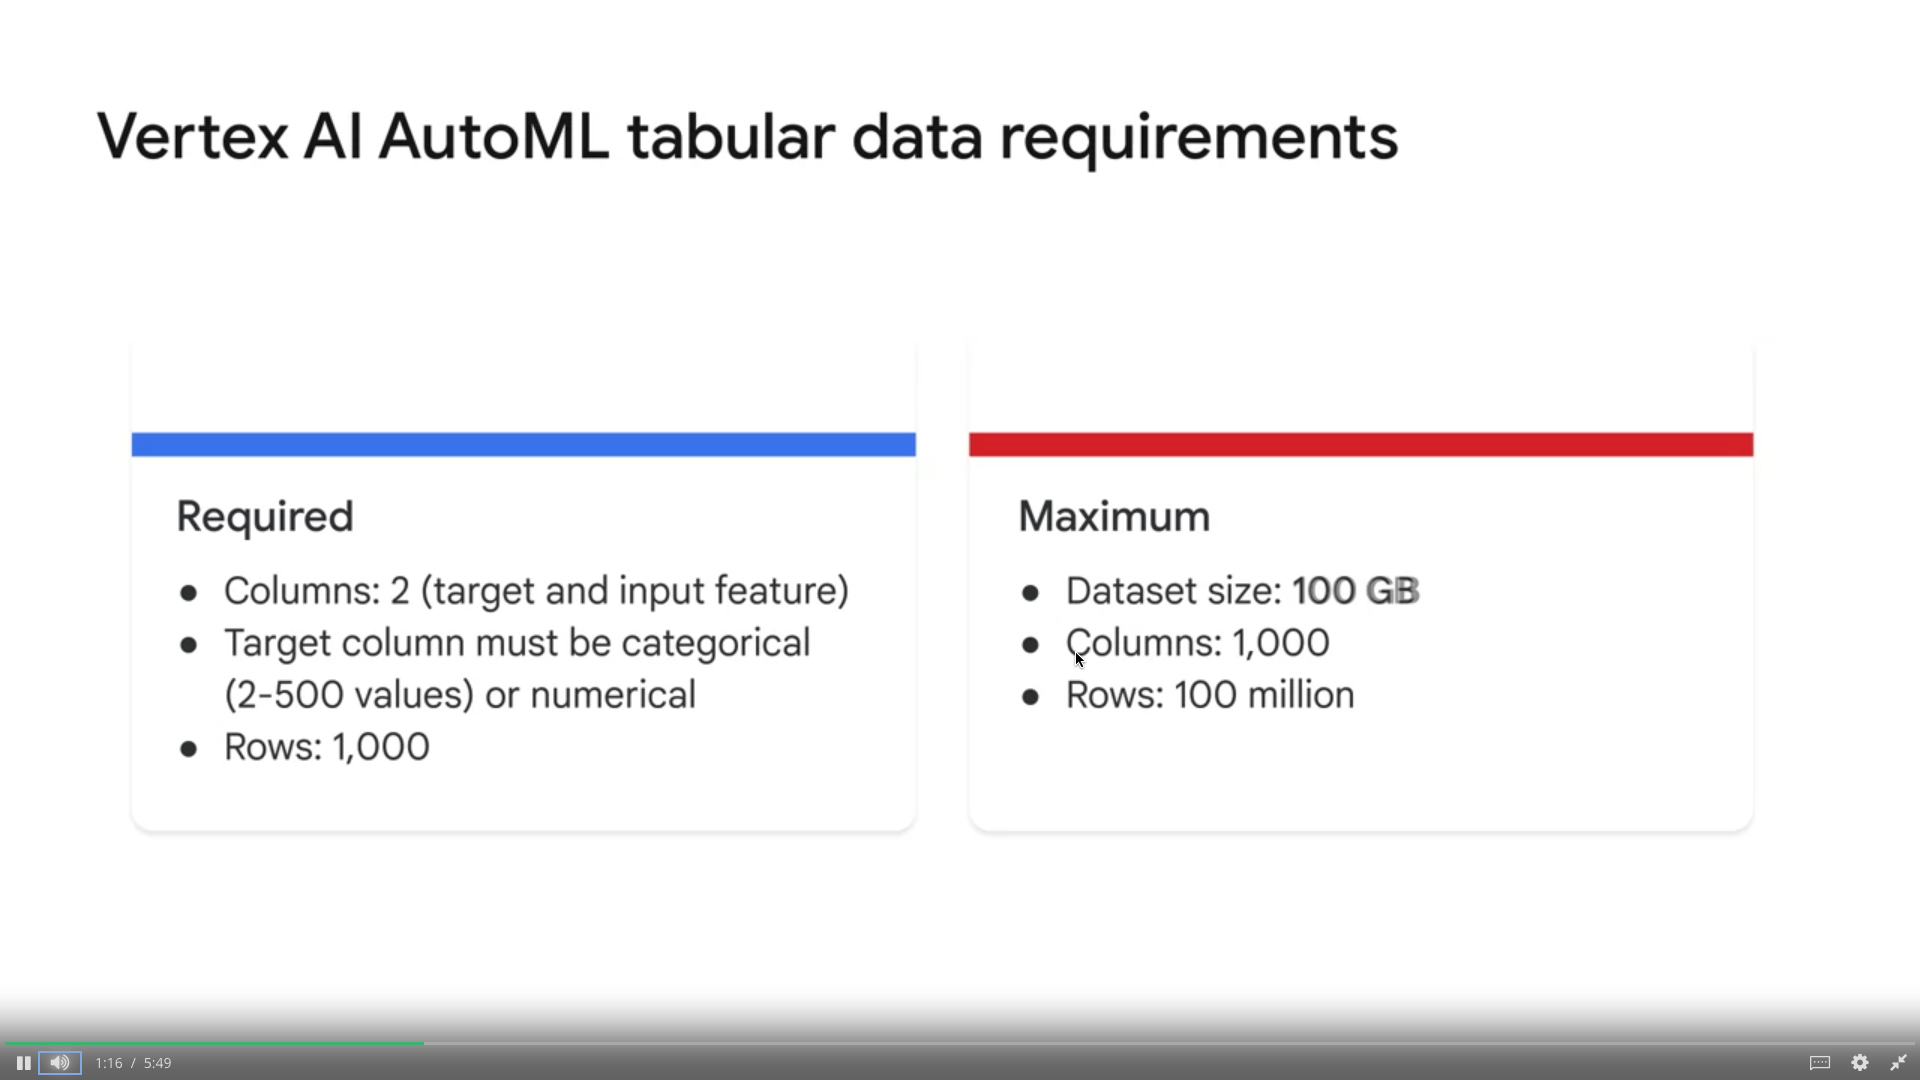 Vertex AI AutoML tabular data requirements
Required
● Columns: 2 (target and input feature)
● Target column must be categorical
(2-500 values) or numerical
● Rows: 1,000
Maximum
● Dataset size: 100 GB
● Columns: 1,000
● Rows: 100 million
1:16 / 5:49